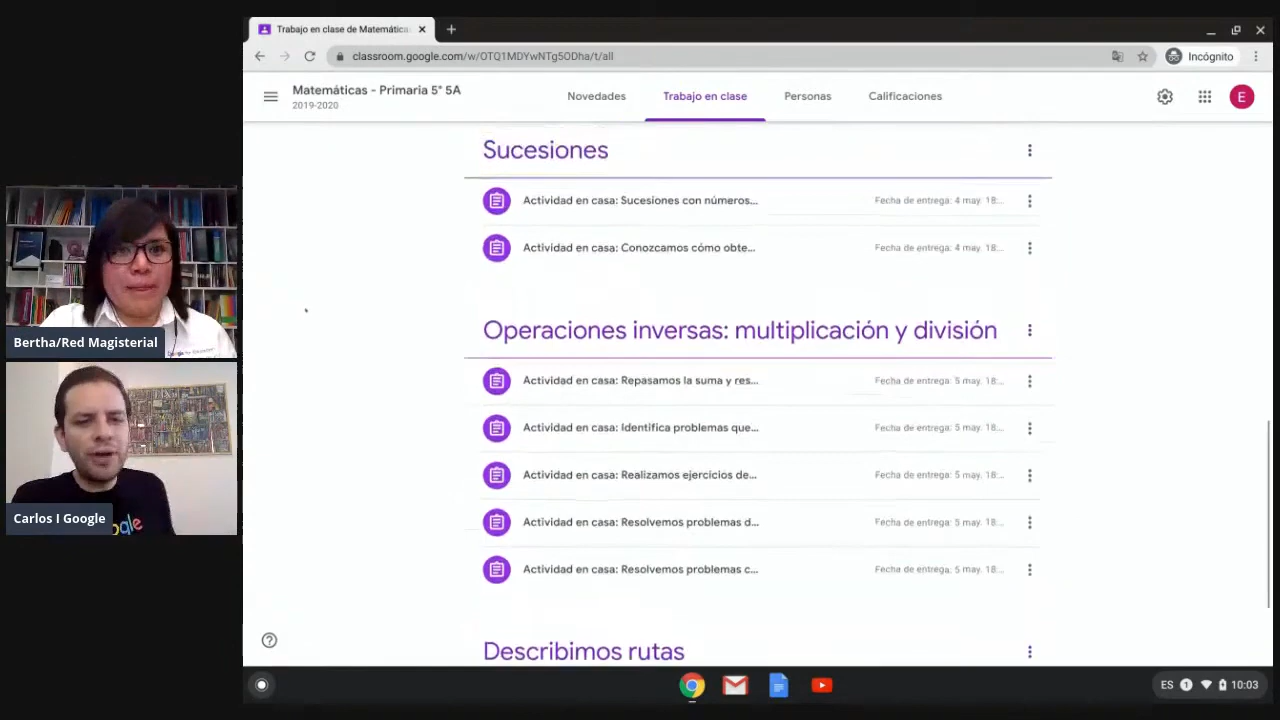 Trabajo en clase de Matemática
classroom.google.com/w/OTQ1MDYwNTg5ODha/t/all
Incógnito
Matemáticas - Primaria 5° 5A
2019-2020
Novedades
Trabajo en clase
Personas
Calificaciones
E
Sucesiones
Actividad en casa: Sucesiones con números...
Fecha de entrega: 4 may. 18:...
Actividad en casa: Conozcamos cómo obte...
Fecha de entrega: 4 may. 18:...
Operaciones inversas: multiplicación y división
Actividad en casa: Repasamos la suma y res...
Fecha de entrega: 5 may. 18:...
Actividad en casa: Identifica problemas que...
Fecha de entrega: 5 may. 18:...
Actividad en casa: Realizamos ejercicios de...
Fecha de entrega: 5 may. 18:...
Actividad en casa: Resolvemos problemas d...
Fecha de entrega: 5 may. 18:...
Actividad en casa: Resolvemos problemas c...
Fecha de entrega: 5 may. 18:...
Describimos rutas
Bertha/Red Magisterial
Carlos I Google
ogle
ES
1
10:03